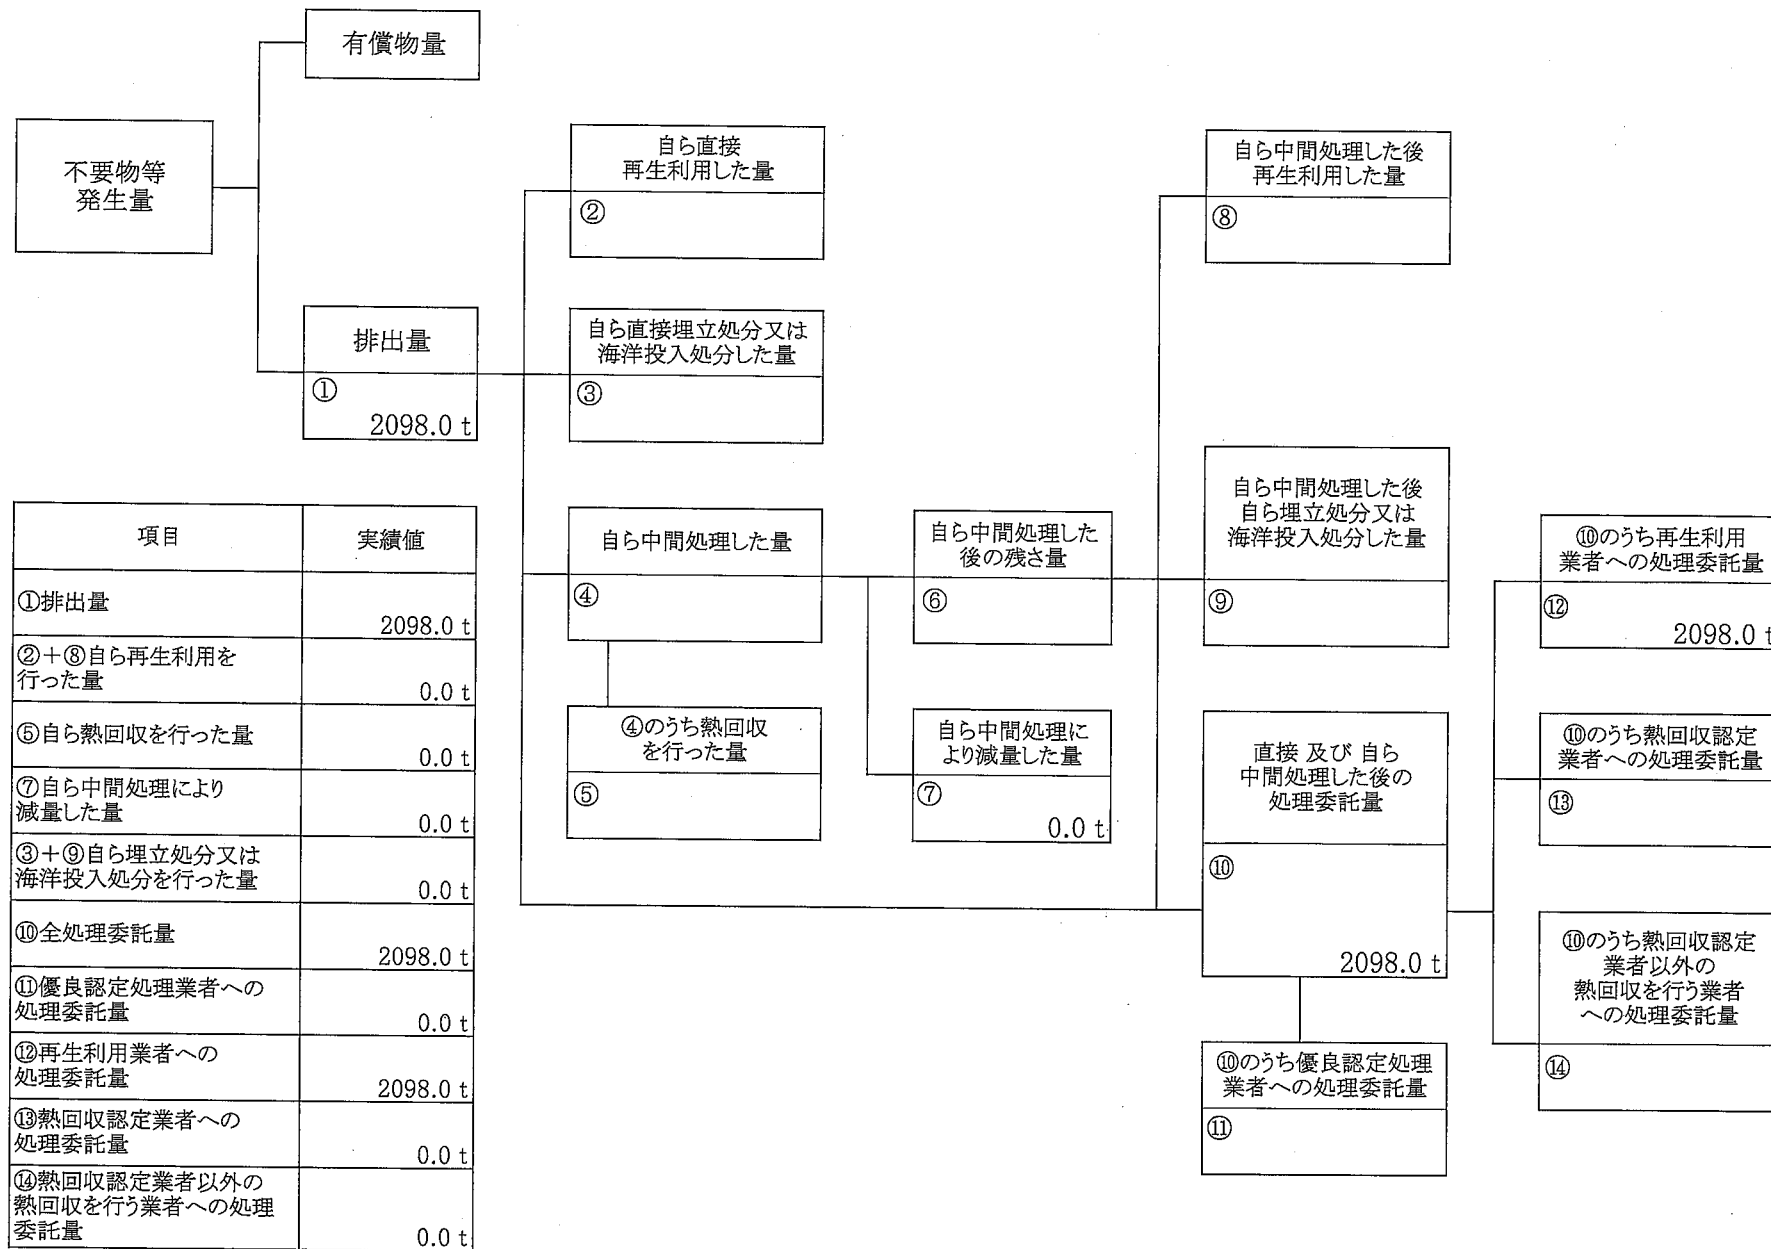 有償物量
不要物等
発生量
排出量
①
2098.0 t
自ら直接
再生利用した量
②
自ら直接埋立処分又は
海洋投入処分した量
③
自ら中間処理した量
④
④のうち熱回収
を行った量
⑤
自ら中間処理した
後の残さ量
⑥
自ら中間処理に
より減量した量
⑦
0.0 t
自ら中間処理した後
再生利用した量
⑧
自ら中間処理した後
自ら埋立処分又は
海洋投入処分した量
⑨
直接 及び 自ら
中間処理した後の
処理委託量
⑩
2098.0 t
⑩のうち優良認定処理
業者への処理委託量
⑪
⑩のうち再生利用
業者への処理委託量
⑫
2098.0 t
⑩のうち熱回収認定
業者への処理委託量
⑬
⑩のうち熱回収認定
業者以外の
熱回収を行う業者
への処理委託量
⑭
項目 実績値
①排出量
2098.0 t
②+⑧自ら再生利用を
行った量
0.0 t
⑤自ら熱回収を行った量
0.0 t
⑦自ら中間処理により
減量した量
0.0 t
③+⑨自ら埋立処分又は
海洋投入処分を行った量
0.0 t
⑩全処理委託量
2098.0 t
⑪優良認定処理業者への
処理委託量
0.0 t
⑫再生利用業者への
処理委託量
2098.0 t
⑬熱回収認定業者への
処理委託量
0.0 t
⑭熱回収認定業者以外の
熱回収を行う業者への処理
委託量
0.0 t